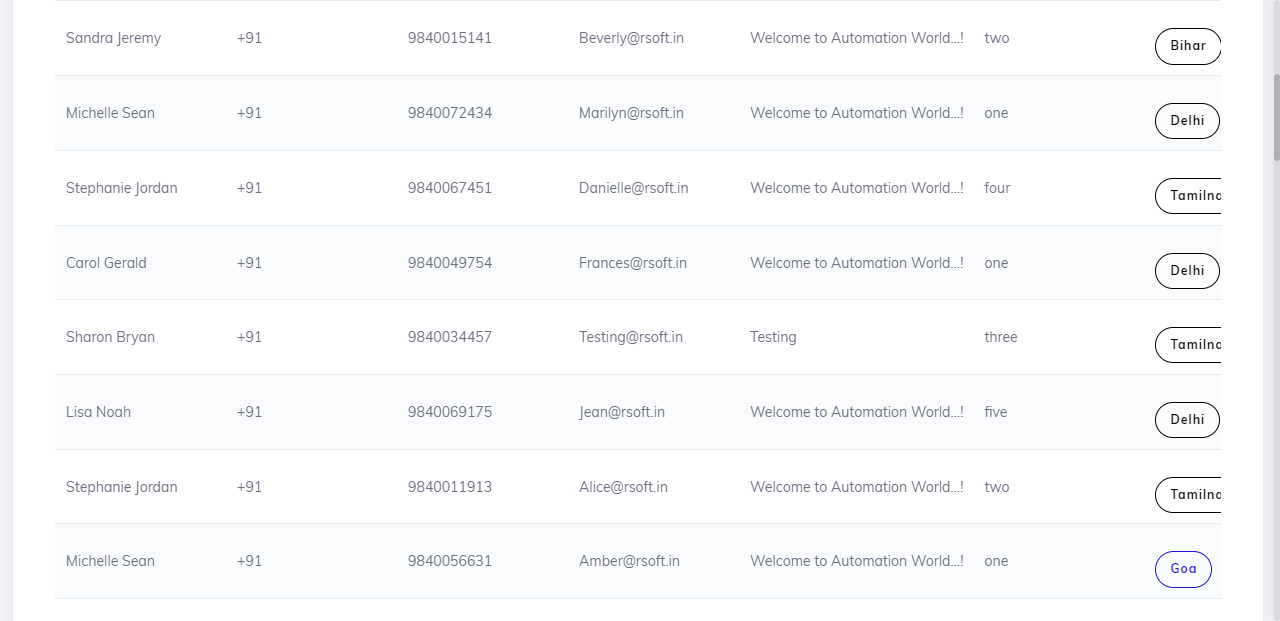 Sandra Jeremy +91 9840015141 Beverly@rsoft.in Welcome to Automation World...! two Bihar
Michelle Sean +91 9840072434 Marilyn@rsoft.in Welcome to Automation World...! one Delhi
Stephanie Jordan +91 9840067451 Danielle@rsoft.in Welcome to Automation World...! four
Carol Gerald +91 9840049754 Frances@rsoft.in Welcome to Automation World...! one Delhi
Sharon Bryan +91 9840034457 Testing@rsoft.in Testing three
Lisa Noah +91 9840069175 Jean@rsoft.in Welcome to Automation World...! five Delhi
Stephanie Jordan +91 9840011913 Alice@rsoft.in Welcome to Automation World...! two
Michelle Sean +91 9840056631 Amber@rsoft.in Welcome to Automation World...! one Goa